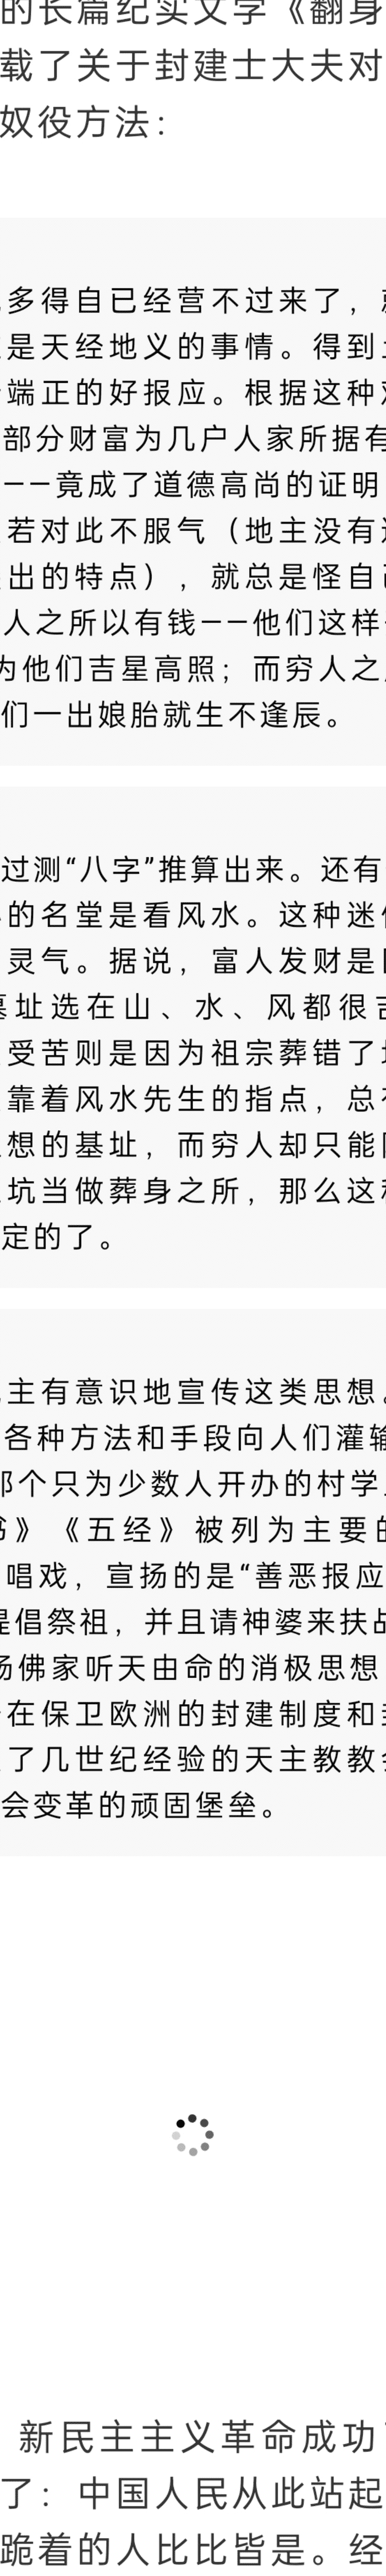 的长篇纪实文学《翻身
载了关于封建士大夫对
奴役方法：
多得自已经营不过来了，
是天经地义的事情。得到
端正的好报应。根据这种
部分财富为几户人家所据有
——竟成了道德高尚的证明
若对此不服气（地主没有
出的特点），就总是怪自
人之所以有钱——他们这样
为他们吉星高照；而穷人之
们一出娘胎就生不逢辰。
过测“八字”推算出来。还有
的名堂是看风水。这种迷
灵气。据说，富人发财是
墓址选在山、水、风都很
受苦则是因为祖宗葬错了
靠着风水先生的指点，总
想的基址，而穷人却只能
坑当做葬身之所，那么这
定的了。
主有意识地宣传这类思想。
各种方法和手段向人们灌输
那个只为少数人开办的村学
书》《五经》被列为主要的
唱戏，宣扬的是“善恶报应
提倡祭祖，并且请神婆来扶
扬佛家听天由命的消极思想
在保卫欧洲的封建制度和
了几世纪经验的天主教教
会变革的顽固堡垒。
新民主主义革命成功
了：中国人民从此站起
跪着的人比比皆是。经